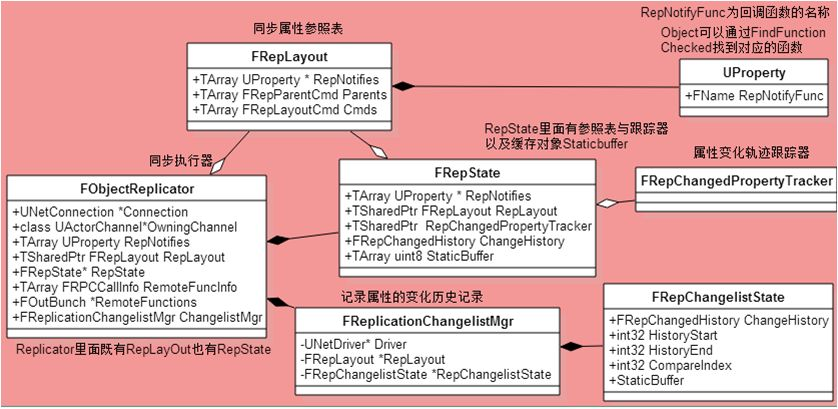 同步属性参照表
FRepLayout
+TArray UProperty * RepNotifies
+TArray FRepParentCmd Parents
+TArray FRepLayoutCmd Cmds
RepNotifyFunc为回调函数的名称
Object可以通过FindFunction
Checked找到对应的函数
UProperty
+FName RepNotifyFunc
同步执行器
FObjectReplicator
+UNetConnection *Connection
+class UActorChannel*OwningChannel
+TArray UProperty RepNotifies
+TSharedPtr FRepLayout RepLayout
+FRepState* RepState
+TArray FRPCCallInfo RemoteFuncInfo
+FOutBunch *RemoteFunctions
+FReplicationChangelistMgr ChangelistMgr
Replicator里面既有RepLayOut也有RepState
RepState里面有参照表与跟踪器
以及缓存对象Staticbuffer
FRepState
+TArray UProperty * RepNotifies
+TSharedPtr FRepLayout RepLayout
+TSharedPtr RepChangedPropertyTracker
+FRepChangedHistory ChangeHistory
+TArray uint8 StaticBuffer
属性变化轨迹跟踪器
FRepChangedPropertyTracker
记录属性的变化历史记录
FReplicationChangelistMgr
-UNetDriver* Driver
-FRepLayout *RepLayout
-FRepChangelistState *RepChangelistState
FRepChangelistState
+FRepChangedHistory ChangeHistory
+int32 HistoryStart
+int32 HistoryEnd
+int32 CompareIndex
+StaticBuffer